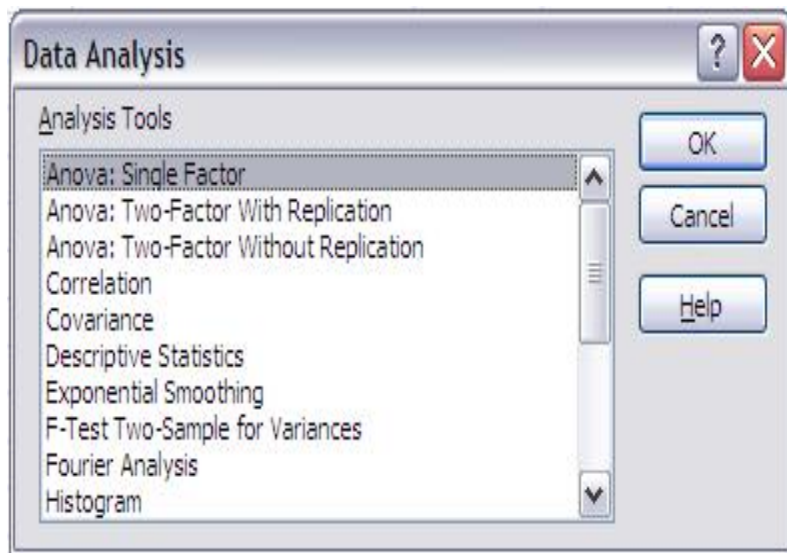 Data Analysis
Analysis Tools
Anova: Single Factor
Anova: Two-Factor With Replication
Anova: Two-Factor Without Replication
Correlation
Covariance
Descriptive Statistics
Exponential Smoothing
F-Test Two-Sample for Variances
Fourier Analysis
Histogram
OK
Cancel
Help